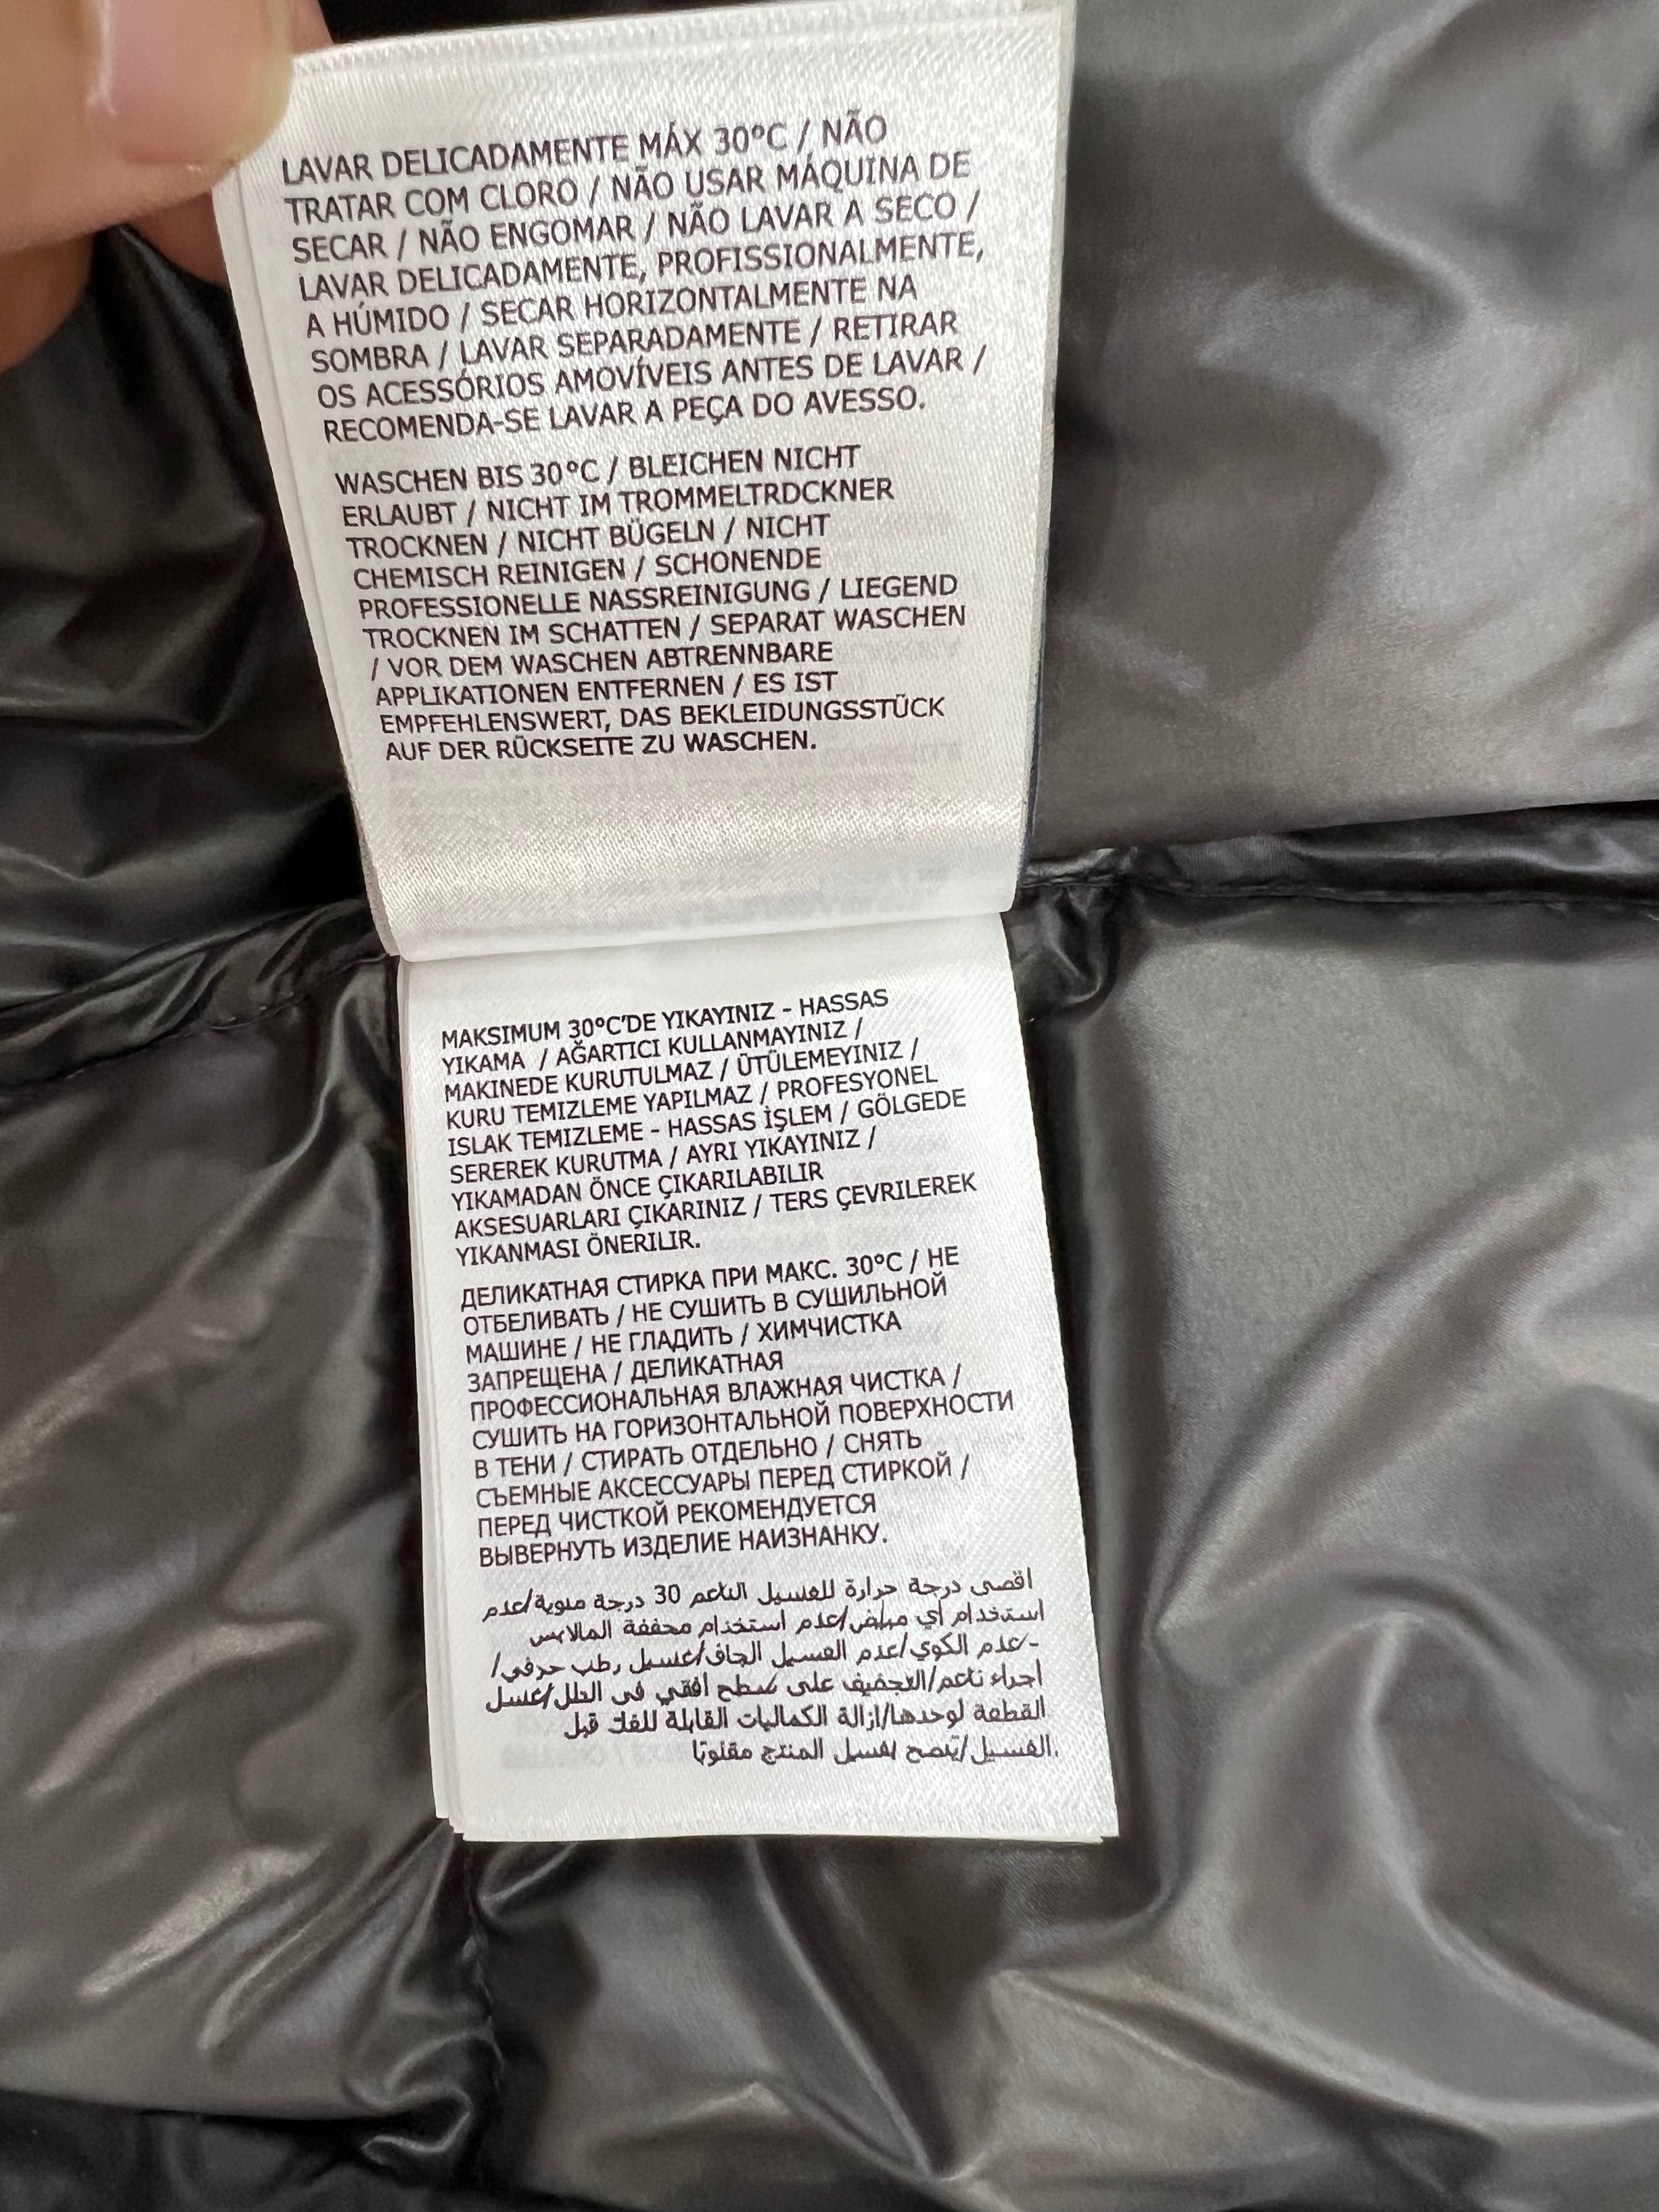 LAVAR DELICADAMENTE MÁX 30°C / NÃO
TRATAR COM CLORO / NÃO USAR MÁQUINA DE
SECAR / NÃO ENGOMAR / NÃO LAVAR A SECO /
LAVAR DELICADAMENTE, PROFISSIONALMENTE,
A HÚMIDO / SECAR HORIZONTALMENTE NA
SOMBRA / LAVAR SEPARADAMENTE / RETIRAR
OS ACESSÓRIOS AMOVÍVEIS ANTES DE LAVAR /
RECOMENDA-SE LAVAR A PEÇA DO AVESSO.
WASCHEN BIS 30°C / BLEICHEN NICHT
ERLAUBT / NICHT IM TROMMELTRDCKNER
TROCKNEN / NICHT BÜGELN / NICHT
CHEMISCH REINIGEN / SCHONENDE
PROFESSIONELLE NASSREINIGUNG / LIEGEND
TROCKNEN IM SCHATTEN / SEPARAT WASCHEN
/ VOR DEM WASCHEN ABTRENNBARE
APPLIKATIONEN ENTFERNEN / ES IST
EMPFEHLENSWERT, DAS BEKLEIDUNGSSTÜCK
AUF DER RÜCKSEITE ZU WASCHEN.
MAKSIMUM 30°C'DE YIKAYINIZ - HASSAS
YIKAMA / AĞARTICI KULLANMAYINIZ /
MAKINEDE KURUTULMAZ / ÜTÜLEMEYINIZ /
KURU TEMIZLEME YAPILMAZ / PROFESYONEL
ISLAK TEMIZLEME - HASSAS İŞLEM / GÖLGEDE
SEREREK KURUTMA / AYRI YIKAYINIZ /
YIKAMADAN ÖNCE ÇIKARILABILIR
AKSESUARLARI ÇIKARINIZ / TERS ÇEVRILEREK
YIKANMASI ÖNERILIR.
ДЕЛИКАТНАЯ СТИРКА ПРИ МАКС. 30°C / НЕ
ОТБЕЛИВАТЬ / НЕ СУШИТЬ В СУШИЛЬНОЙ
МАШИНЕ / НЕ ГЛАДИТЬ / ХИМЧИСТКА
ЗАПРЕЩЕНА / ДЕЛИКАТНАЯ
ПРОФЕССИОНАЛЬНАЯ ВЛАЖНАЯ ЧИСТКА /
СУШИТЬ НА ГОРИЗОНТАЛЬНОЙ ПОВЕРХНОСТИ
В ТЕНИ / СТИРАТЬ ОТДЕЛЬНО / СНЯТЬ
СЪЕМНЫЕ АКСЕССУАРЫ ПЕРЕД СТИРКОЙ /
ПЕРЕД ЧИСТКОЙ РЕКОМЕНДУЕТСЯ
ВЫВЕРНУТЬ ИЗДЕЛИЕ НАИЗНАНКУ.
اقصى درجة حرارة للغسيل الناعم 30 درجة مئوية/عدم
استخدام اي مبيض/عدم استخدام مجففة الملابس
-عدم الكوي/عدم الغسيل الجاف/غسيل رطب حرفي/
اجراء ناعم/التجفيف على سطح افقي في الظل/غسل
القطعة لوحدها/ازالة الكماليات القابلة للفك قبل
الغسيل/ينصح بغسيل المنتج مقلوبًا.